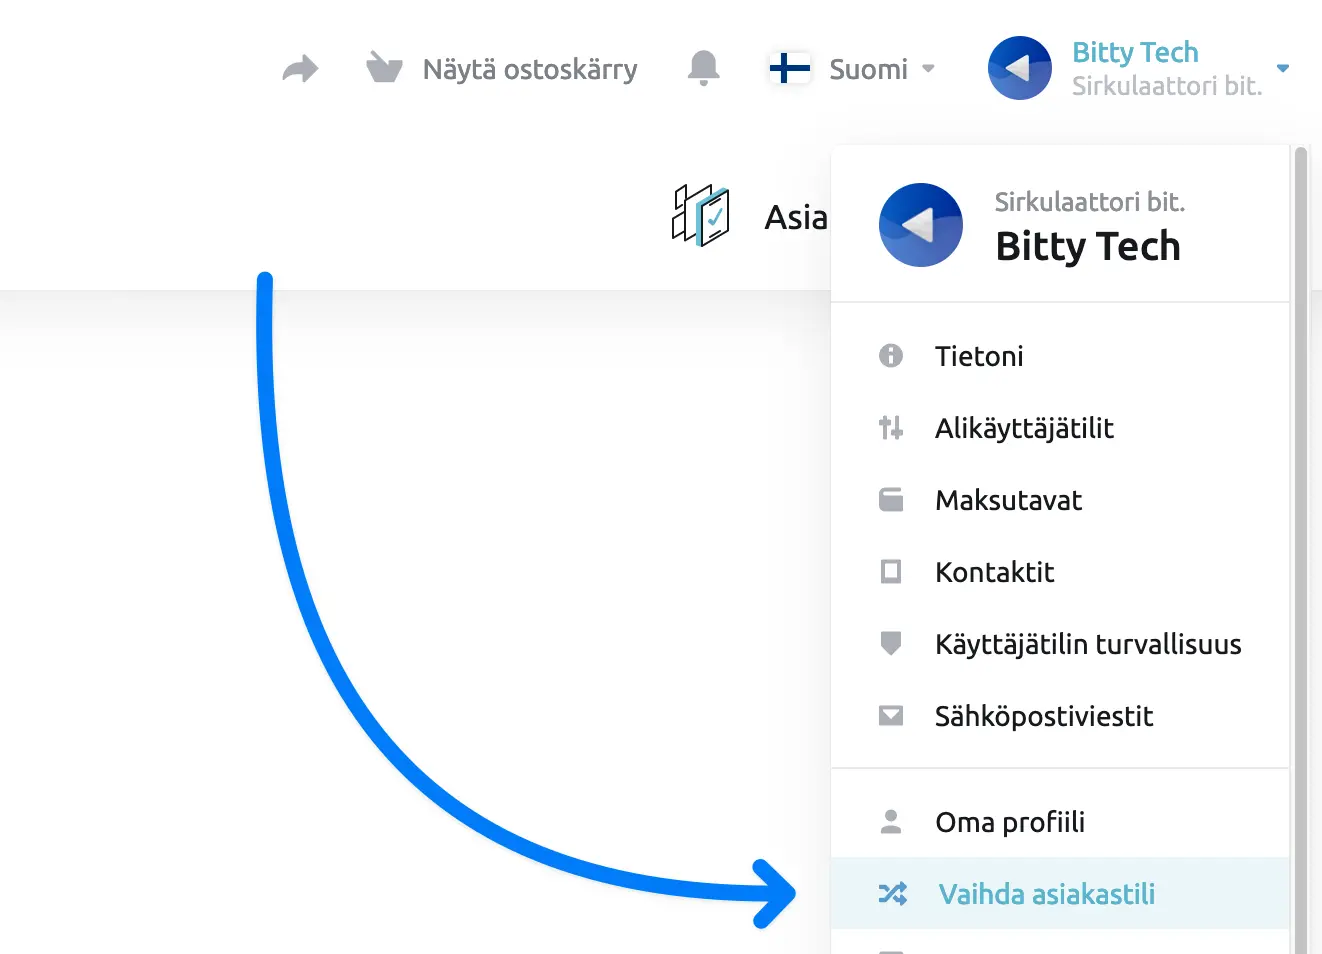 Näytä ostoskärry
Suomi
Bitty Tech
Sirkulaattori bit.
Asia
Sirkulaattori bit.
Bitty Tech
Tietoni
Alikäyttäjätilit
Maksutavat
Kontaktit
Käyttäjätilin turvallisuus
Sähköpostiviestit
Oma profiili
Vaihda asiakastili